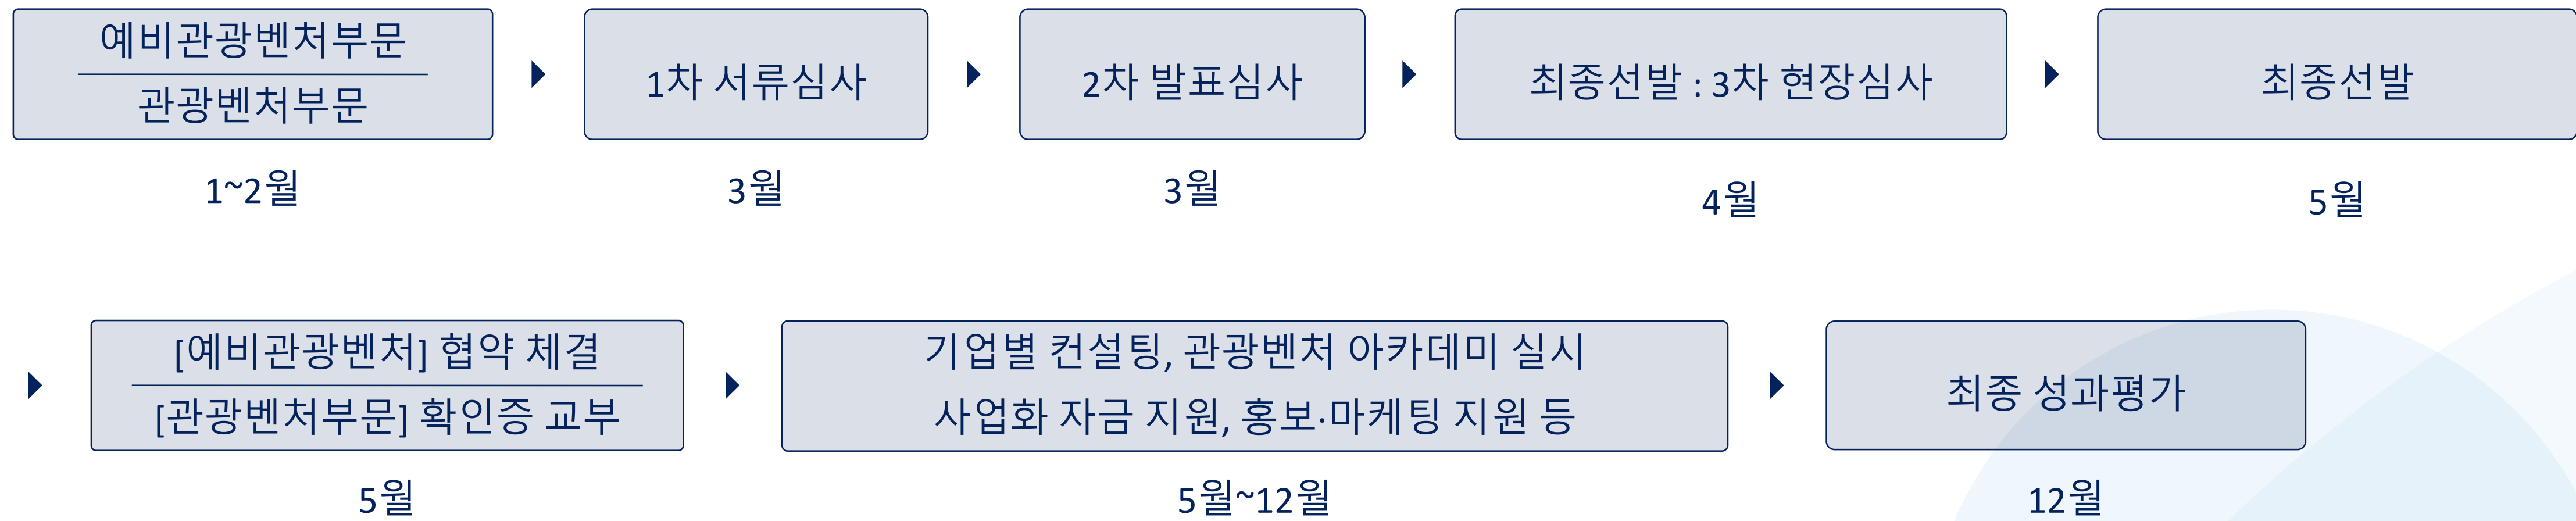 예비관광벤처부문
관광벤처부문
1차 서류심사
2차 발표심사
최종선발 : 3차 현장심사
최종선발
1~2월
3월
3월
4월
5월
[예비관광벤처] 협약 체결
[관광벤처부문] 확인증 교부
기업별 컨설팅, 관광벤처 아카데미 실시
사업화 자금 지원, 홍보·마케팅 지원 등
최종 성과평가
5월
5월~12월
12월